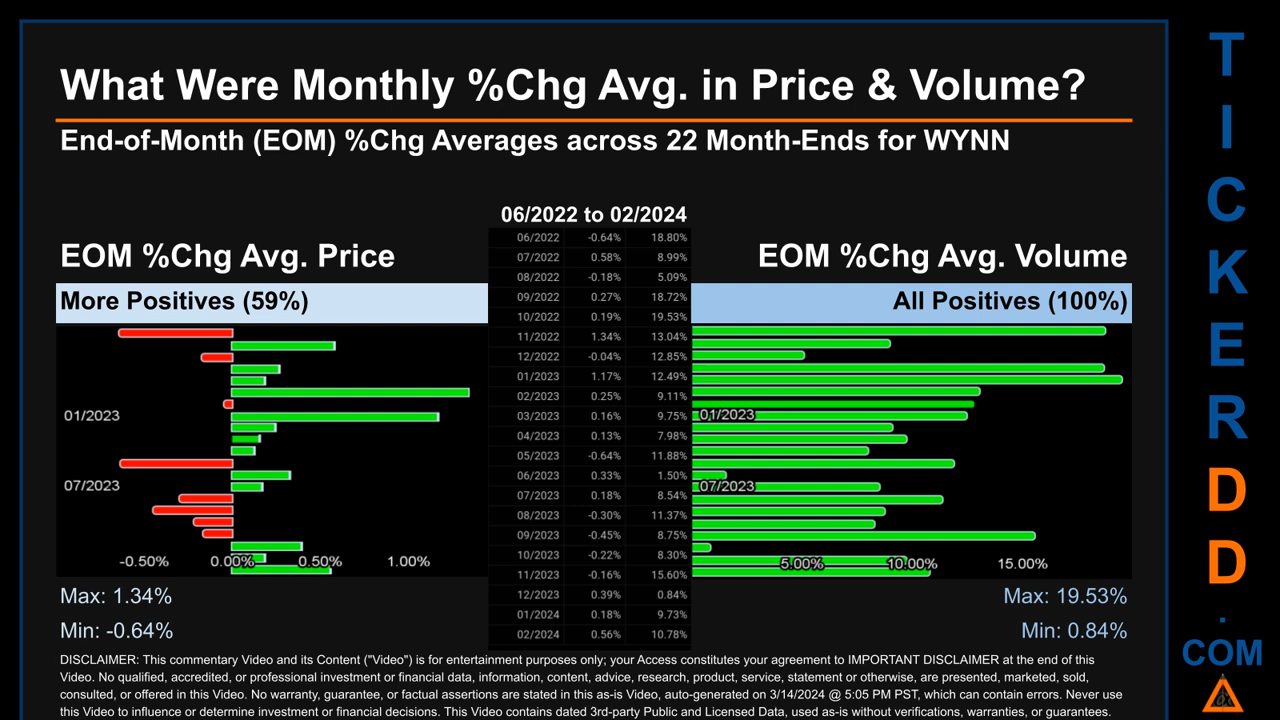 What Were Monthly %Chg Avg. in Price & Volume?
End-of-Month (EOM) %Chg Averages across 22 Month-Ends for WYNN
06/2022 to 02/2024
EOM %Chg Avg. Price
EOM %Chg Avg. Volume
More Positives (59%)
All Positives (100%)
06/2022 -0.64% 18.80%
07/2022 0.58% 8.99%
08/2022 -0.18% 5.09%
09/2022 0.27% 18.72%
10/2022 0.19% 19.53%
11/2022 1.34% 13.04%
12/2022 -0.04% 12.85%
01/2023 1.17% 12.49%
02/2023 0.25% 9.11%
03/2023 0.16% 9.75%
04/2023 0.13% 7.98%
05/2023 -0.64% 11.88%
06/2023 0.33% 1.50%
07/2023 0.18% 8.54%
08/2023 -0.30% 11.37%
09/2023 -0.45% 8.75%
10/2023 -0.22% 8.30%
11/2023 -0.16% 15.60%
12/2023 0.39% 0.84%
01/2024 0.18% 9.73%
02/2024 0.56% 10.78%
01/2023
07/2023
-0.50% 0.00% 0.50% 1.00%
01/2023
07/2023
5.00% 10.00% 15.00%
Max: 1.34%
Min: -0.64%
Max: 19.53%
Min: 0.84%
DISCLAIMER: This commentary Video and its Content ("Video") is for entertainment purposes only; your Access constitutes your agreement to IMPORTANT DISCLAIMER at the end of this
Video. No qualified, accredited, or professional investment or financial data, information, content, advice, research, product, service, statement or otherwise, are presented, marketed, sold,
consulted, or offered in this Video. No warranty, guarantee, or factual assertions are stated in this as-is Video, auto-generated on 3/14/2024 @ 5:05 PM PST, which can contain errors. Never use
this Video to influence or determine investment or financial decisions. This Video contains dated 3rd-party Public and Licensed Data, used as-is without verifications, warranties, or guarantees.
T
I
C
K
E
R
D
D
.
COM